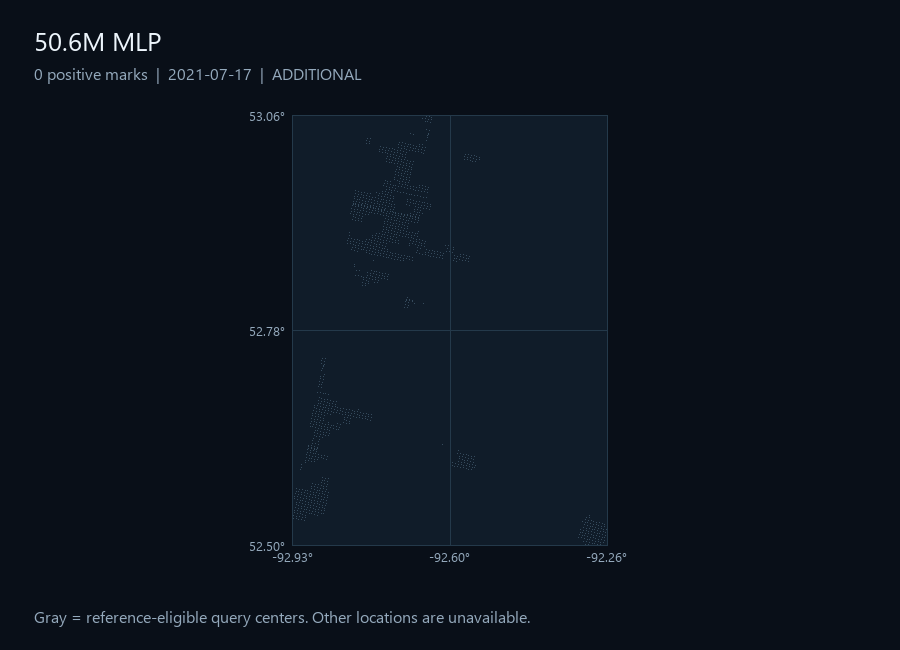 50.6M MLP
0 positive marks | 2021-07-17 | ADDITIONAL
53.06°
52.78°
52.50°
-92.93°
-92.60°
-92.26°
Gray = reference-eligible query centers. Other locations are unavailable.